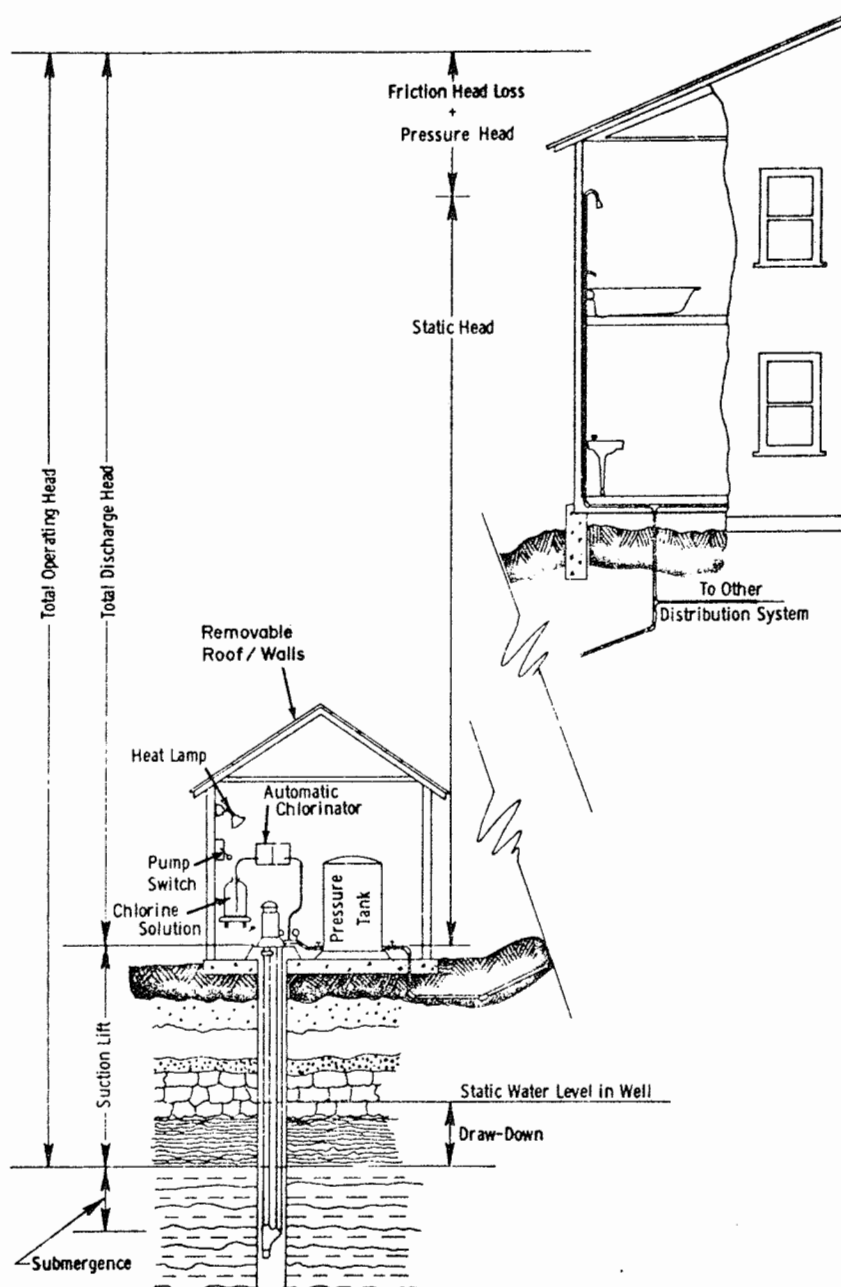 Friction Head Loss
+
Pressure Head
Static Head
Total Operating Head
Total Discharge Head
To Other
Distribution System
Removable
Roof / Walls
Heat Lamp
Automatic
Chlorinator
Pump
Switch
Chlorine
Solution
Pressure
Tank
Suction Lift
Static Water Level in Well
Draw-Down
Submergence